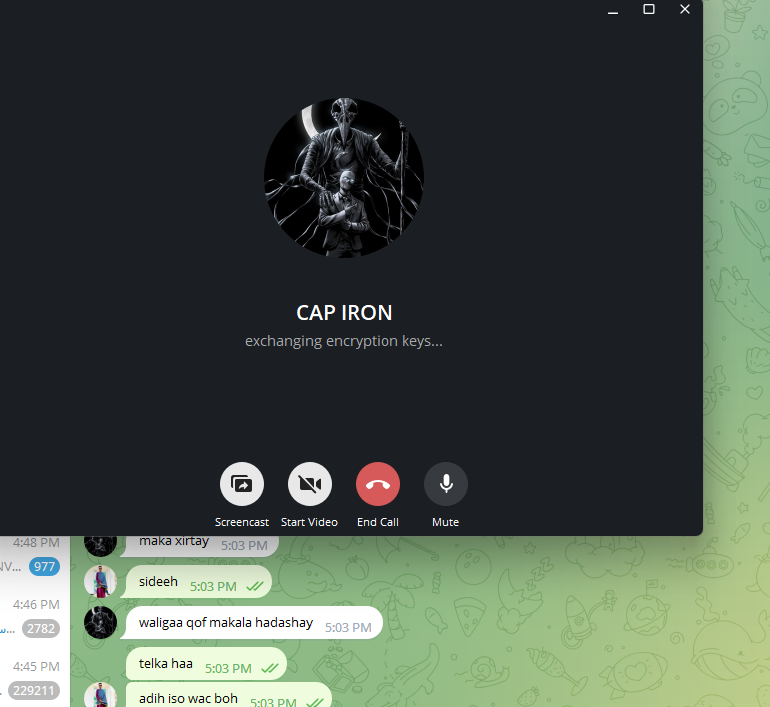 CAP IRON
exchanging encryption keys...
Screencast
Start Video
End Call
Mute
4:48 PM
NV... 977
4:46 PM
2782
4:45 PM
229211
maka xirtay 5:03 PM
sideeh 5:03 PM
waligaa qof makala hadashay 5:03 PM
telka haa 5:03 PM
adih iso wac boh 5:03 PM